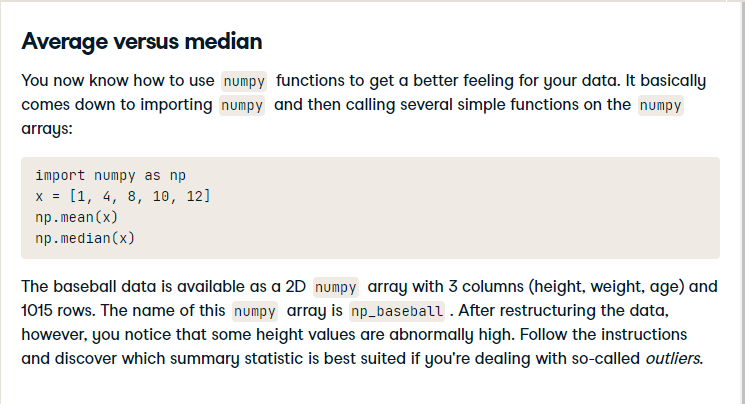 Average versus median
You now know how to use numpy functions to get a better feeling for your data. It basically
comes down to importing numpy and then calling several simple functions on the numpy
arrays:
import numpy as np
x = [1, 4, 8, 10, 12]
np.mean(x)
np.median(x)
The baseball data is available as a 2D numpy array with 3 columns (height, weight, age) and
1015 rows. The name of this numpy array is np_baseball . After restructuring the data,
however, you notice that some height values are abnormally high. Follow the instructions
and discover which summary statistic is best suited if you're dealing with so-called outliers.